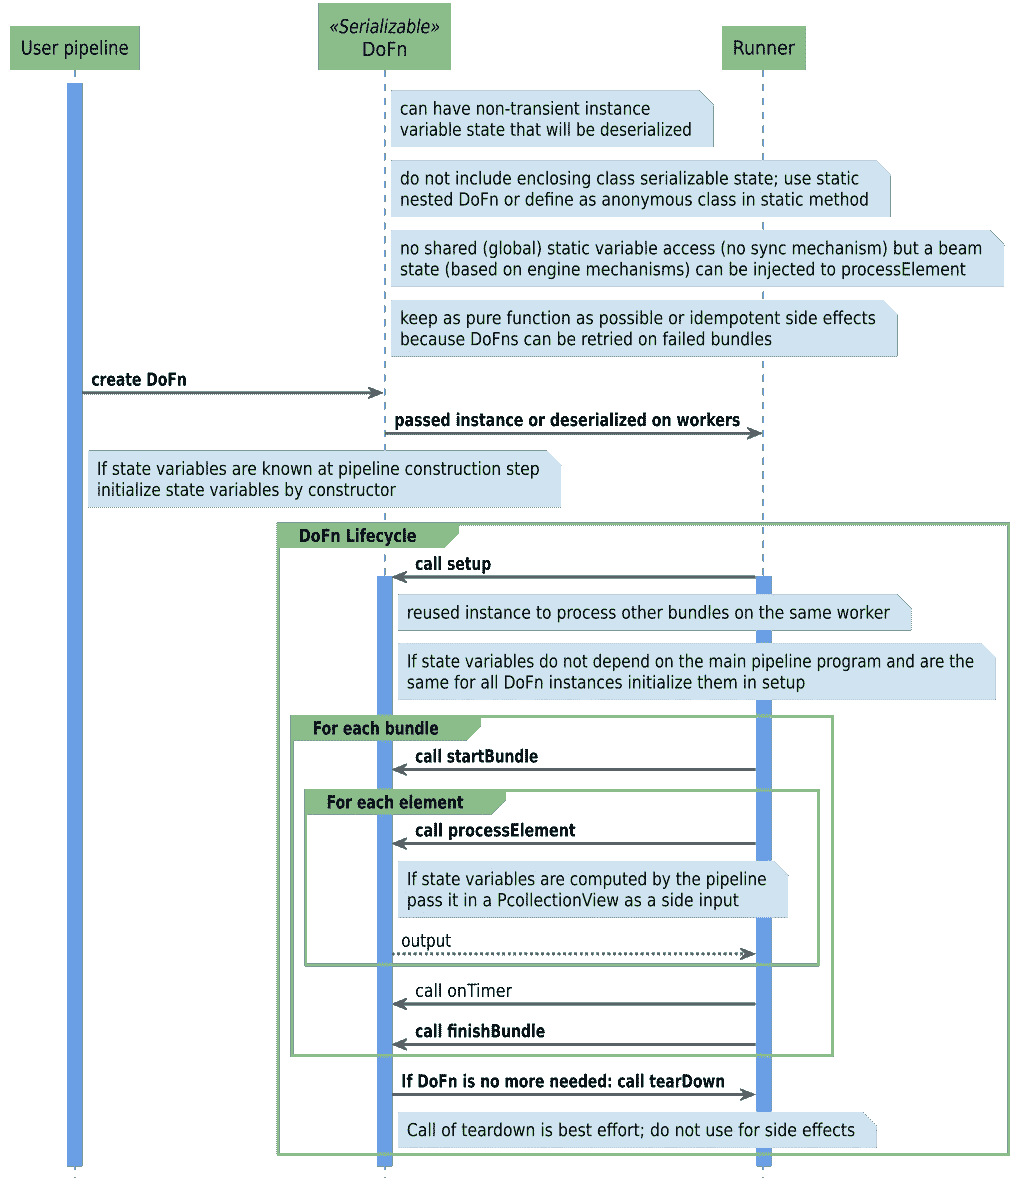 User pipeline
«Serializable»
DoFn
Runner
can have non-transient instance
variable state that will be deserialized
do not include enclosing class serializable state; use static
nested DoFn or define as anonymous class in static method
no shared (global) static variable access (no sync mechanism) but a beam
state (based on engine mechanisms) can be injected to processElement
keep as pure function as possible or idempotent side effects
because DoFns can be retried on failed bundles
create DoFn
passed instance or deserialized on workers
If state variables are known at pipeline construction step
initialize state variables by constructor
DoFn Lifecycle
call setup
reused instance to process other bundles on the same worker
If state variables do not depend on the main pipeline program and are the
same for all DoFn instances initialize them in setup
For each bundle
call startBundle
For each element
call processElement
If state variables are computed by the pipeline
pass it in a PcollectionView as a side input
output
call onTimer
call finishBundle
If DoFn is no more needed: call tearDown
Call of teardown is best effort; do not use for side effects